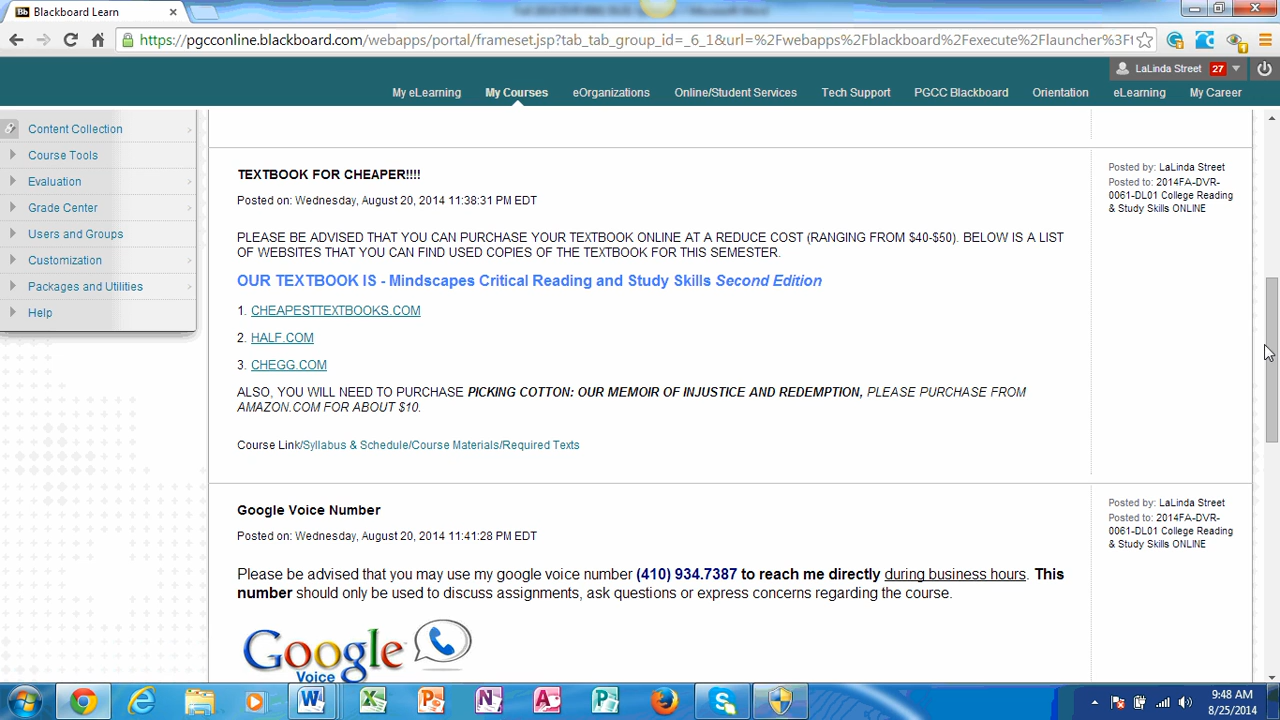 Blackboard Learn
https://pgcconline.blackboard.com/webapps/portal/frameset.jsp?tab_tab_group_id=_6_1&url=%2Fwebapps%2Fblackboard%2Fexecute%2Flauncher%3Ft
LaLinda Street 27
My eLearning My Courses eOrganizations Online/Student Services Tech Support PGCC Blackboard Orientation eLearning My Career
Content Collection
Course Tools
Evaluation
Grade Center
Users and Groups
Customization
Packages and Utilities
Help
TEXTBOOK FOR CHEAPER!!!!
Posted on: Wednesday, August 20, 2014 11:38:31 PM EDT
PLEASE BE ADVISED THAT YOU CAN PURCHASE YOUR TEXTBOOK ONLINE AT A REDUCE COST (RANGING FROM $40-$50). BELOW IS A LIST
OF WEBSITES THAT YOU CAN FIND USED COPIES OF THE TEXTBOOK FOR THIS SEMESTER.
OUR TEXTBOOK IS - Mindscapes Critical Reading and Study Skills Second Edition
1. CHEAPESTTEXTBOOKS.COM
2. HALF.COM
3. CHEGG.COM
ALSO, YOU WILL NEED TO PURCHASE PICKING COTTON: OUR MEMOIR OF INJUSTICE AND REDEMPTION, PLEASE PURCHASE FROM
AMAZON.COM FOR ABOUT $10.
Course Link/Syllabus & Schedule/Course Materials/Required Texts
Posted by: LaLinda Street
Posted to: 2014FA-DVR-
0061-DL01 College Reading
& Study Skills ONLINE
Google Voice Number
Posted on: Wednesday, August 20, 2014 11:41:28 PM EDT
Please be advised that you may use my google voice number (410) 934.7387 to reach me directly during business hours. This
number should only be used to discuss assignments, ask questions or express concerns regarding the course.
Google
Voice
Posted by: LaLinda Street
Posted to: 2014FA-DVR-
0061-DL01 College Reading
& Study Skills ONLINE
9:48 AM
8/25/2014